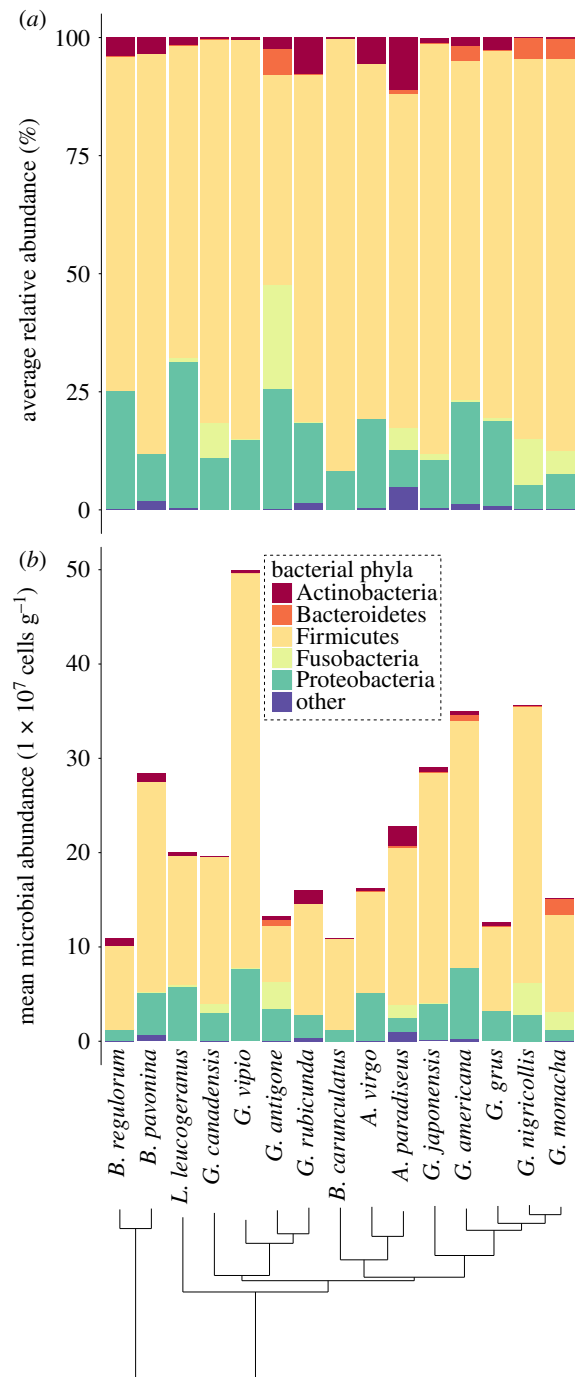 (a)
100
75
50
25
0
average relative abundance (%)
(b)
50
40
30
20
10
0
mean microbial abundance (1 × 10⁷ cells g⁻¹)
bacterial phyla
Actinobacteria
Bacteroidetes
Firmicutes
Fusobacteria
Proteobacteria
other
B. regulorum
B. pavonina
L. leucogeranus
G. canadensis
G. vipio
G. antigone
G. rubicunda
B. carunculatus
A. virgo
A. paradiseus
G. japonensis
G. americana
G. grus
G. nigricollis
G. monacha